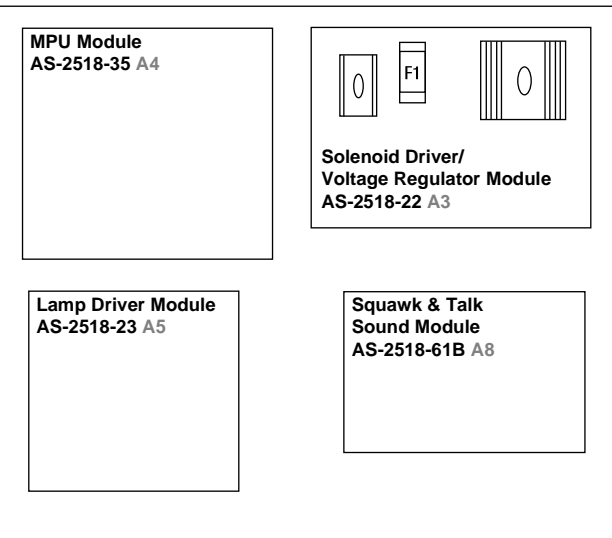 MPU Module
AS-2518-35 A4
F1
Solenoid Driver/
Voltage Regulator Module
AS-2518-22 A3
Lamp Driver Module
AS-2518-23 A5
Squawk & Talk
Sound Module
AS-2518-61B A8